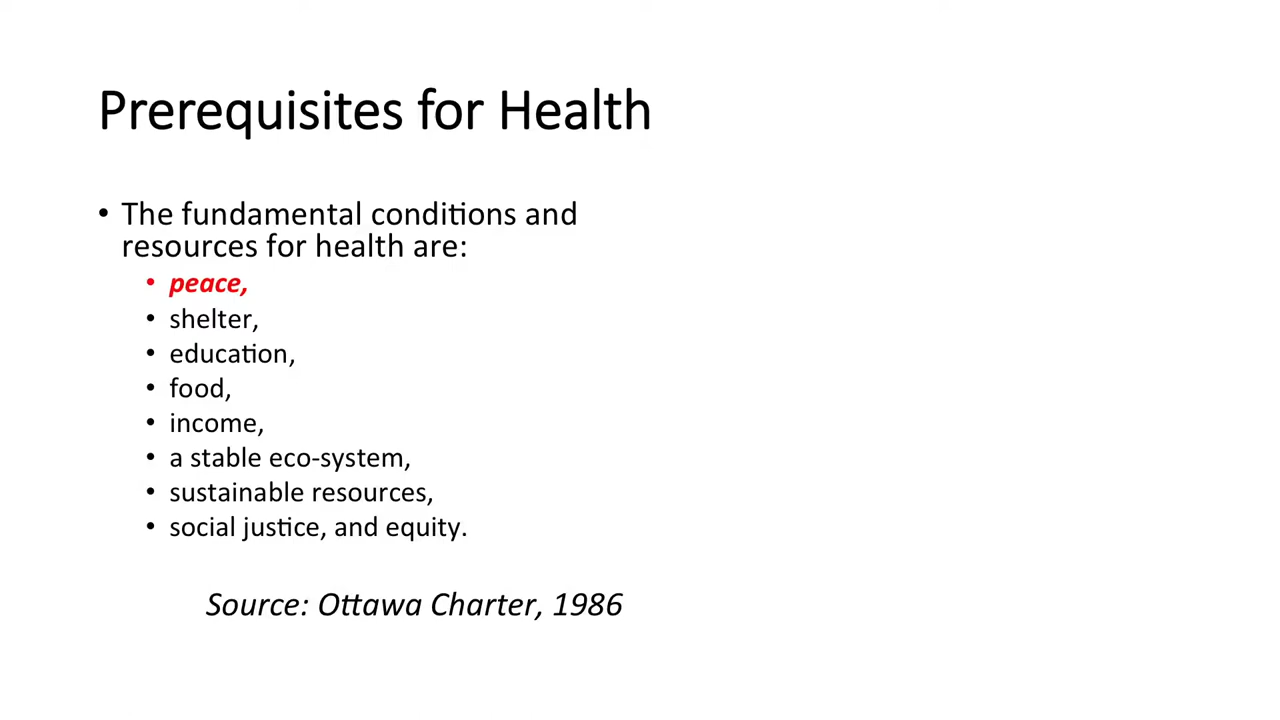 Prerequisites for Health
• The fundamental conditions and
resources for health are:
• peace,
• shelter,
• education,
• food,
• income,
• a stable eco-system,
• sustainable resources,
• social justice, and equity.
Source: Ottawa Charter, 1986